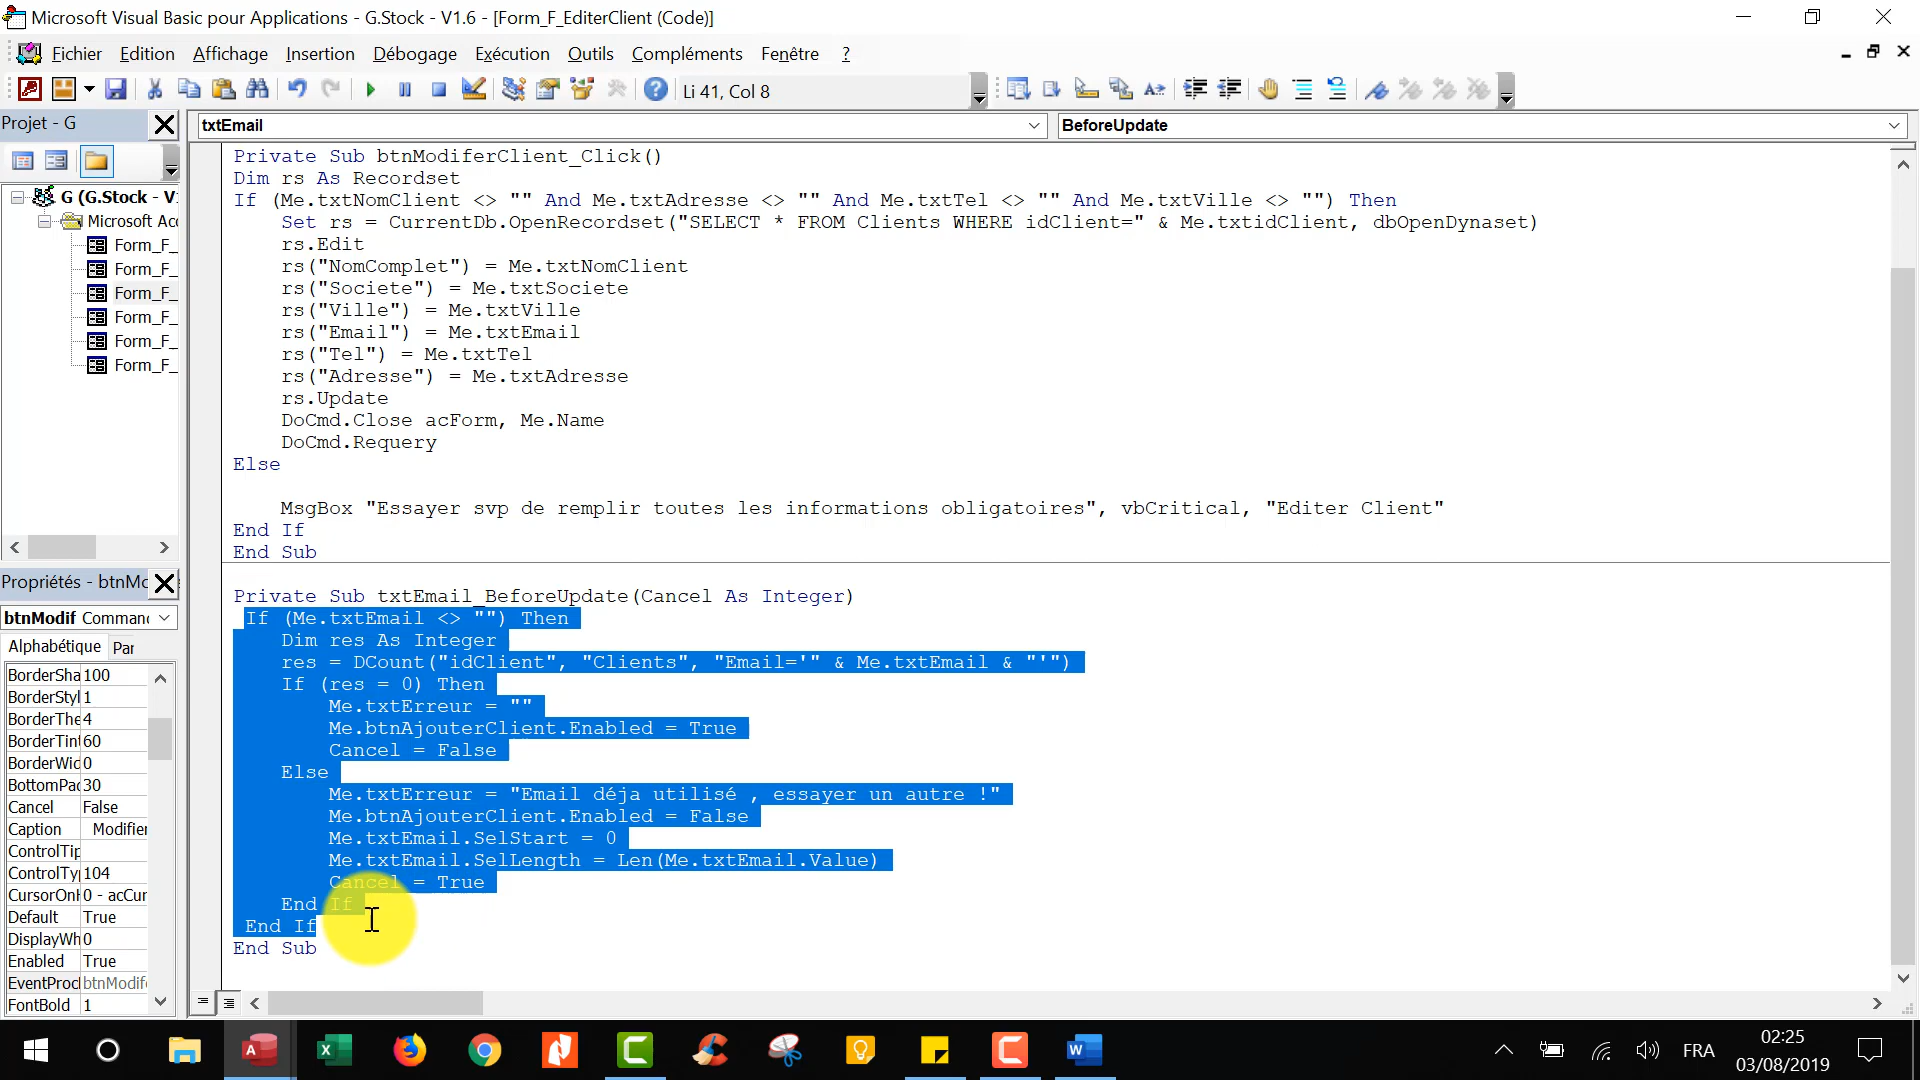 Microsoft Visual Basic pour Applications - G.Stock - V1.6 - [Form_F_EditerClient (Code)]
Fichier Edition Affichage Insertion Débogage Exécution Outils Compléments Fenêtre ?
Li 41, Col 8
Projet - G
txtEmail
BeforeUpdate
G (G.Stock - V
Microsoft Acc
Form_F_
Form_F_
Form_F_
Form_F_
Form_F_
Form_F_
Private Sub btnModiferClient_Click()
Dim rs As Recordset
If (Me.txtNomClient <> "" And Me.txtAdresse <> "" And Me.txtTel <> "" And Me.txtVille <> "") Then
Set rs = CurrentDb.OpenRecordset("SELECT * FROM Clients WHERE idClient=" & Me.txtidClient, dbOpenDynaset)
rs.Edit
rs("NomComplet") = Me.txtNomClient
rs("Societe") = Me.txtSociete
rs("Ville") = Me.txtVille
rs("Email") = Me.txtEmail
rs("Tel") = Me.txtTel
rs("Adresse") = Me.txtAdresse
rs.Update
DoCmd.Close acForm, Me.Name
DoCmd.Requery
Else
MsgBox "Essayer svp de remplir toutes les informations obligatoires", vbCritical, "Editer Client"
End If
End Sub
Private Sub txtEmail_BeforeUpdate(Cancel As Integer)
If (Me.txtEmail <> "") Then
Dim res As Integer
res = DCount("idClient", "Clients", "Email='" & Me.txtEmail & "'")
If (res = 0) Then
Me.txtErreur = ""
Me.btnAjouterClient.Enabled = True
Cancel = False
Else
Me.txtErreur = "Email déja utilisé , essayer un autre !"
Me.btnAjouterClient.Enabled = False
Me.txtEmail.SelStart = 0
Me.txtEmail.SelLength = Len(Me.txtEmail.Value)
Cancel = True
End If
End If
End Sub
Propriétés - btnMo
btnModif Command
Alphabétique Par
BorderSha 100
BorderStyl 1
BorderThe 4
BorderTint 60
BorderWid 0
BottomPad 30
Cancel False
Caption Modifier
ControlTip
ControlTy 104
CursorOnH 0 - acCur
Default True
DisplayWh 0
Enabled True
EventProc btnModife
FontBold 1
FRA
02:25
03/08/2019